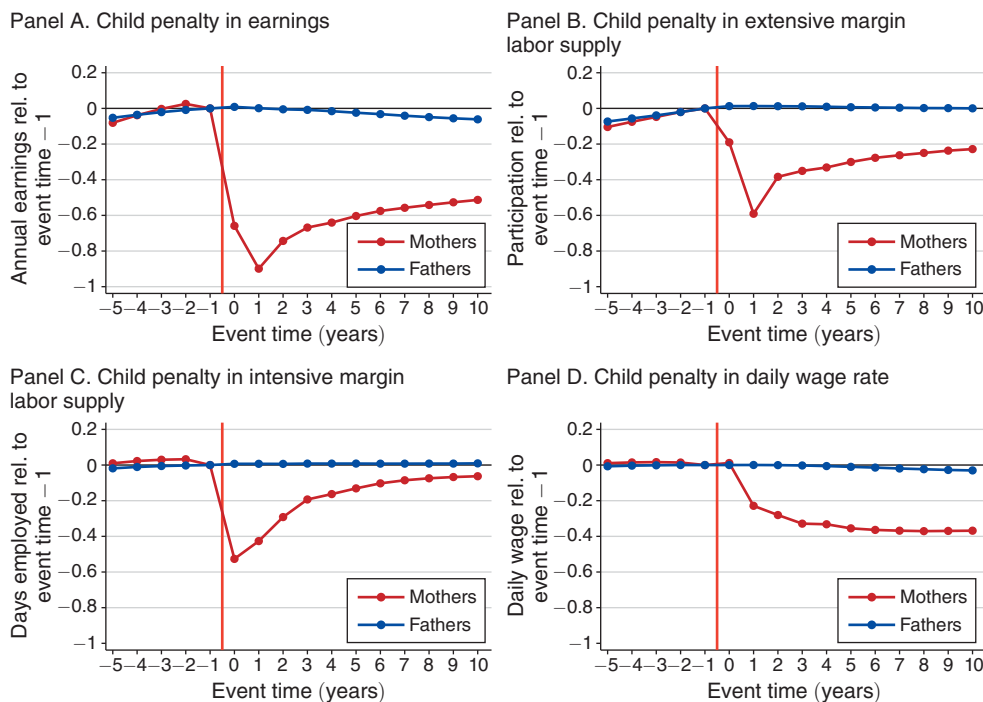 Panel A. Child penalty in earnings
Annual earnings rel. to
event time −1
0.2
0
−0.2
−0.4
−0.6
−0.8
−1
Mothers
Fathers
−5 −4 −3 −2 −1 0 1 2 3 4 5 6 7 8 9 10
Event time (years)
Panel B. Child penalty in extensive margin
labor supply
Participation rel. to
event time −1
0.2
0
−0.2
−0.4
−0.6
−0.8
−1
Mothers
Fathers
−5 −4 −3 −2 −1 0 1 2 3 4 5 6 7 8 9 10
Event time (years)
Panel C. Child penalty in intensive margin
labor supply
Days employed rel. to
event time −1
0.2
0
−0.2
−0.4
−0.6
−0.8
−1
Mothers
Fathers
−5 −4 −3 −2 −1 0 1 2 3 4 5 6 7 8 9 10
Event time (years)
Panel D. Child penalty in daily wage rate
Daily wage rel. to
event time −1
0.2
0
−0.2
−0.4
−0.6
−0.8
−1
Mothers
Fathers
−5 −4 −3 −2 −1 0 1 2 3 4 5 6 7 8 9 10
Event time (years)